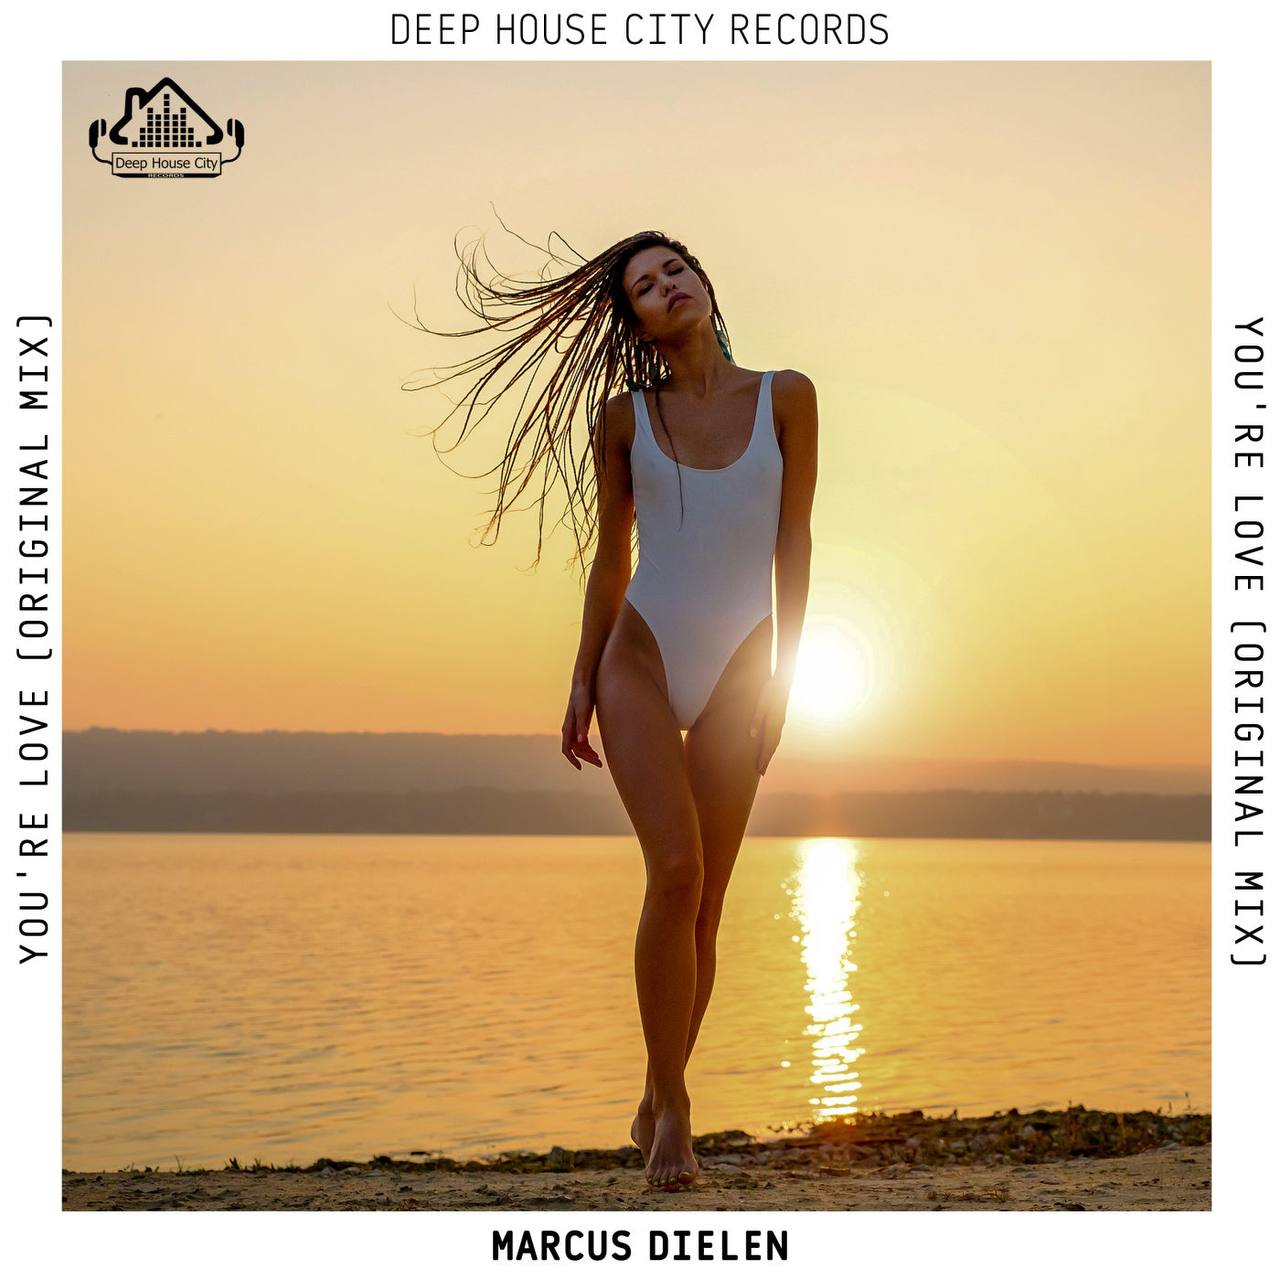 DEEP HOUSE CITY RECORDS
Deep House City
RECORDS
YOU'RE LOVE (ORIGINAL MIX)
YOU'RE LOVE (ORIGINAL MIX)
MARCUS DIELEN